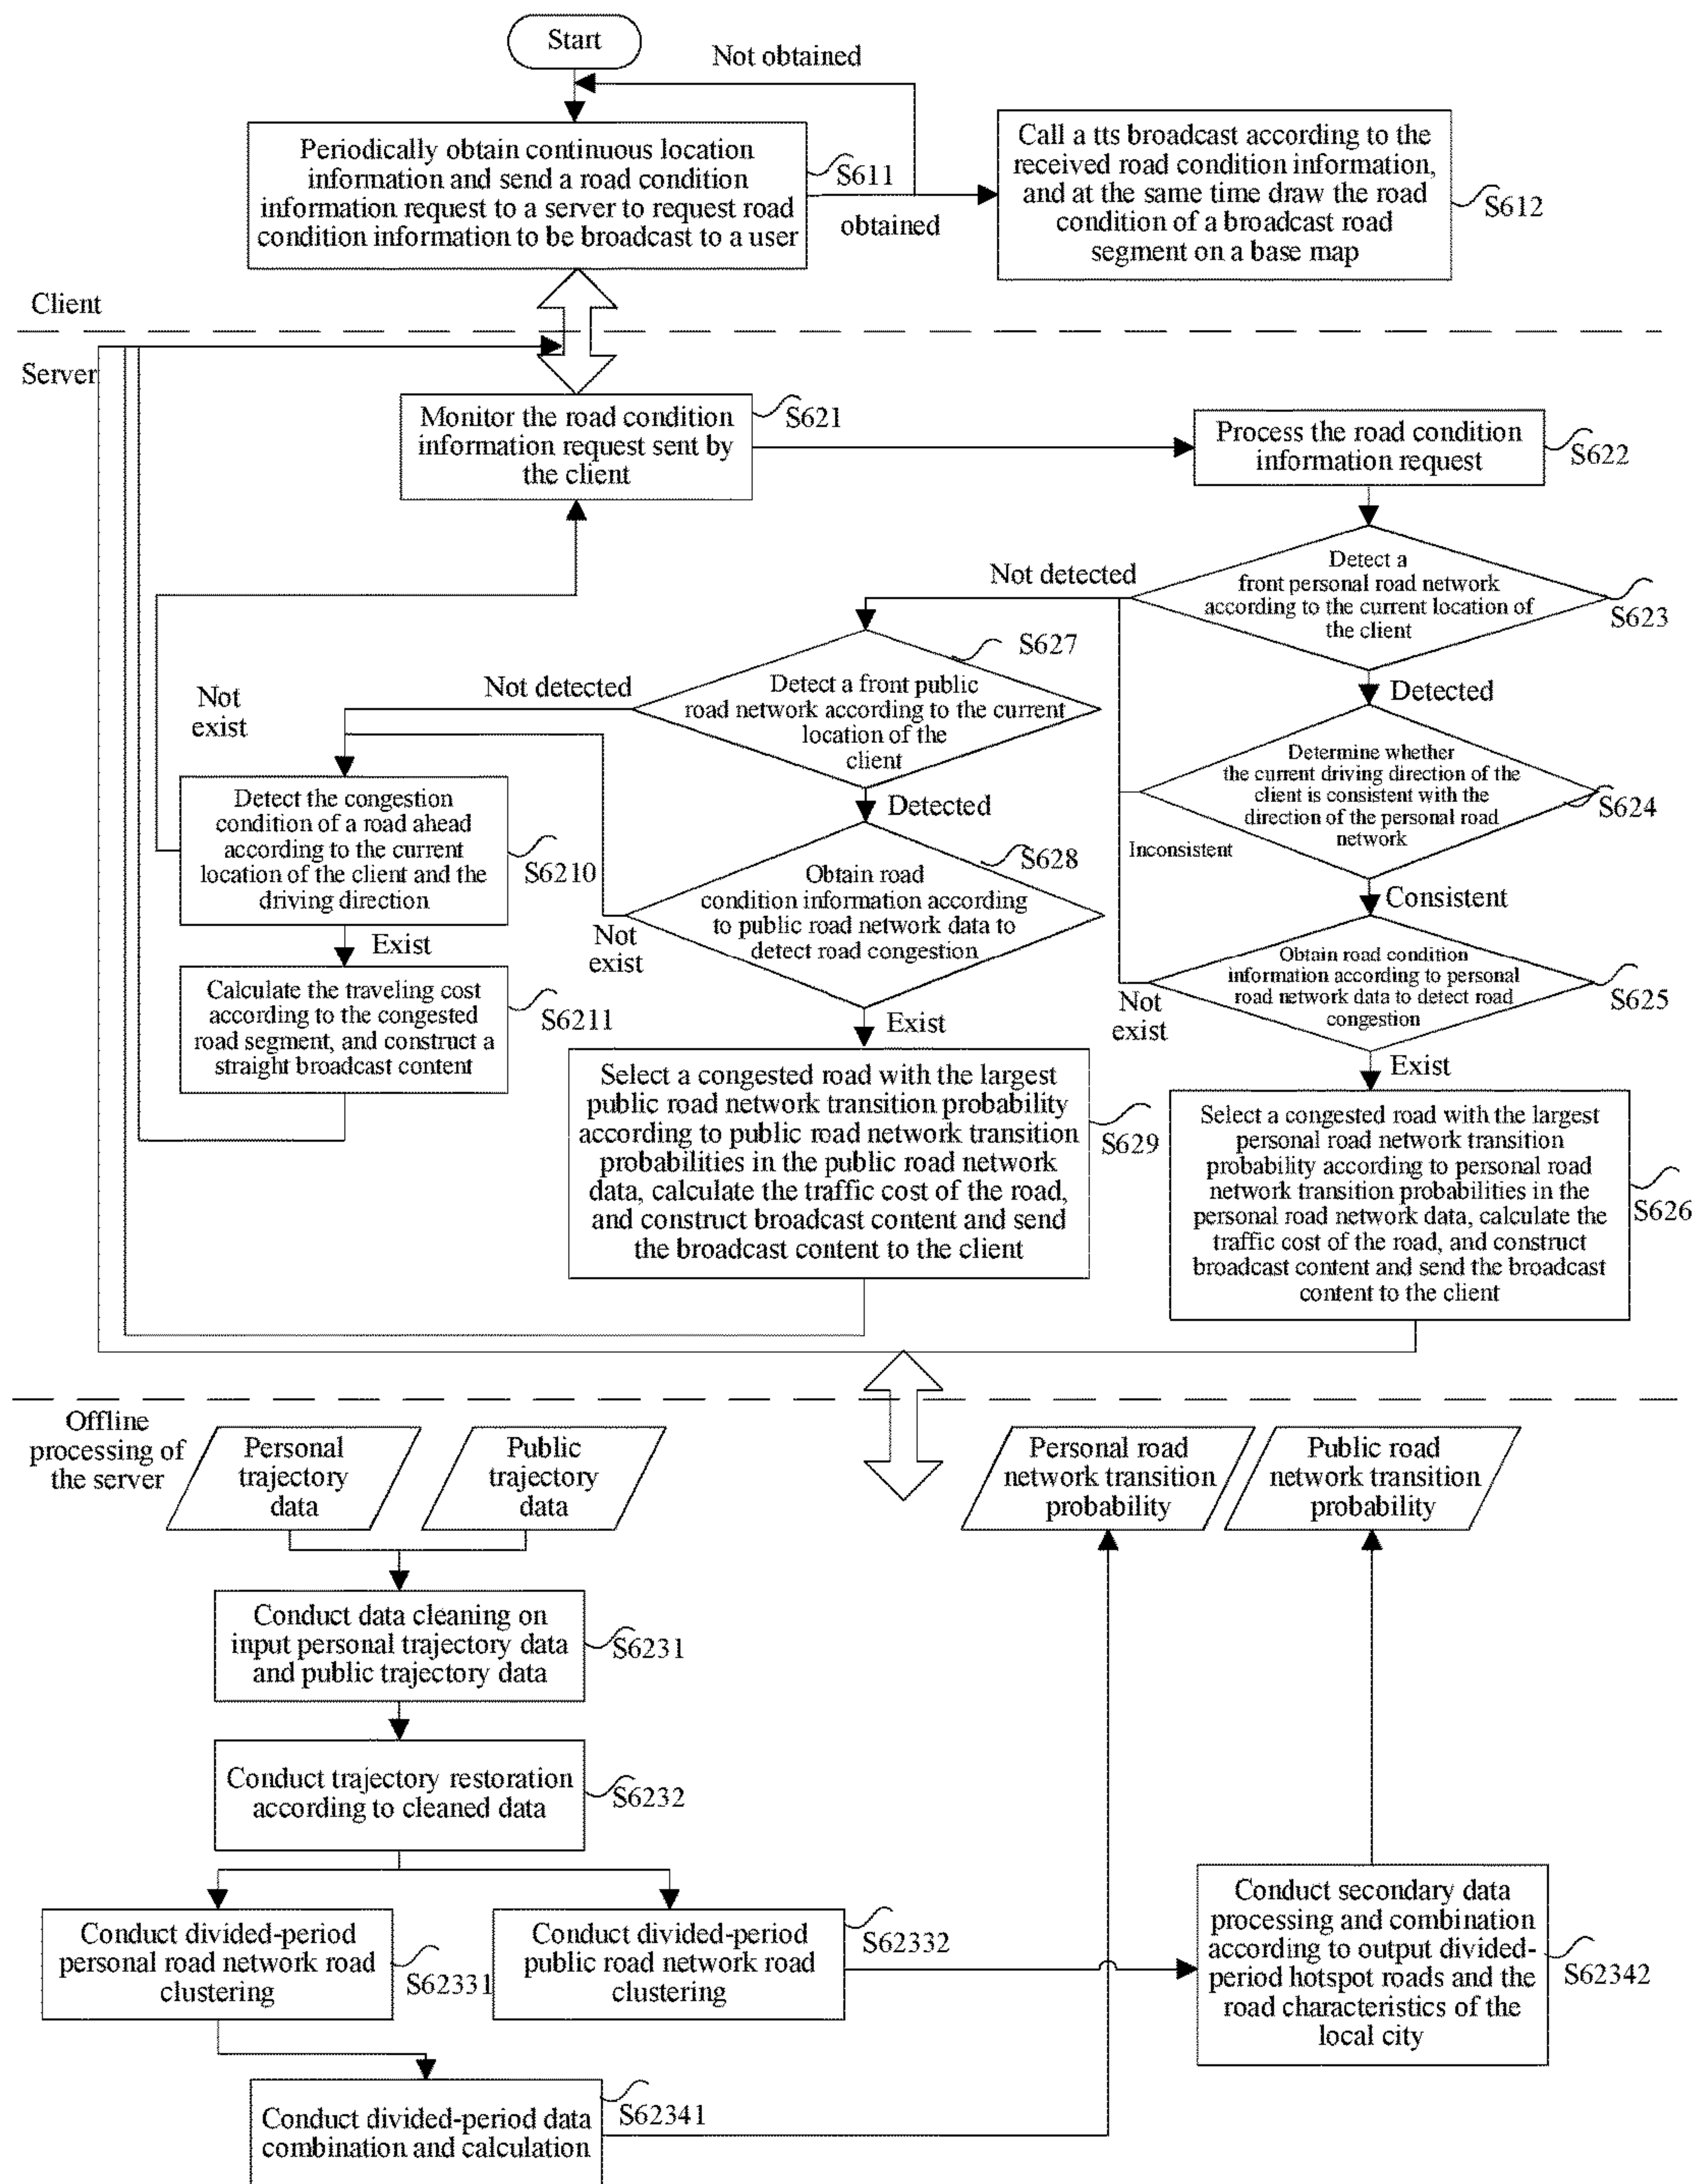 Start
Not obtained
Periodically obtain continuous location
information and send a road condition
information request to a server to request road
condition information to be broadcast to a user
S611
obtained
Call a tts broadcast according to the
received road condition information,
and at the same time draw the road
condition of a broadcast road
segment on a base map
S612
Client
Server
Monitor the road condition
information request sent by
the client
S621
Process the road condition
information request
S622
Detect a
front personal road network
according to the current location of
the client
S623
Not detected
Detected
S627
Detect a front public
road network according to the current
location of the
client
Not detected
Not
exist
Detected
Determine whether
the current driving direction of the
client is consistent with the
direction of the personal road
network
S624
Inconsistent
Consistent
Detect the congestion
condition of a road ahead
according to the current
location of the client and the
driving direction
S6210
Exist
S628
Obtain road
condition information according
to public road network data to
detect road congestion
Not
exist
Exist
Obtain road condition
information according to personal
road network data to detect road
congestion
S625
Not
exist
Exist
Calculate the traveling cost
according to the congested
road segment, and construct a
straight broadcast content
S6211
Select a congested road with the largest
public road network transition probability
according to public road network transition
probabilities in the public road network
data, calculate the traffic cost of the road,
and construct broadcast content and send
the broadcast content to the client
S629
Select a congested road with the largest
personal road network transition
probability according to personal road
network transition probabilities in the
personal road network data, calculate the
traffic cost of the road, and construct
broadcast content and send the broadcast
content to the client
S626
Offline
processing of
the server
Personal
trajectory
data
Public
trajectory
data
Personal road
network transition
probability
Public road
network transition
probability
Conduct data cleaning on
input personal trajectory data
and public trajectory data
S6231
Conduct trajectory restoration
according to cleaned data
S6232
Conduct divided-period
personal road network road
clustering
S62331
Conduct divided-period
public road network road
clustering
S62332
Conduct secondary data
processing and combination
according to output divided-
period hotspot roads and the
road characteristics of the
local city
S62342
Conduct divided-period data
combination and calculation
S62341